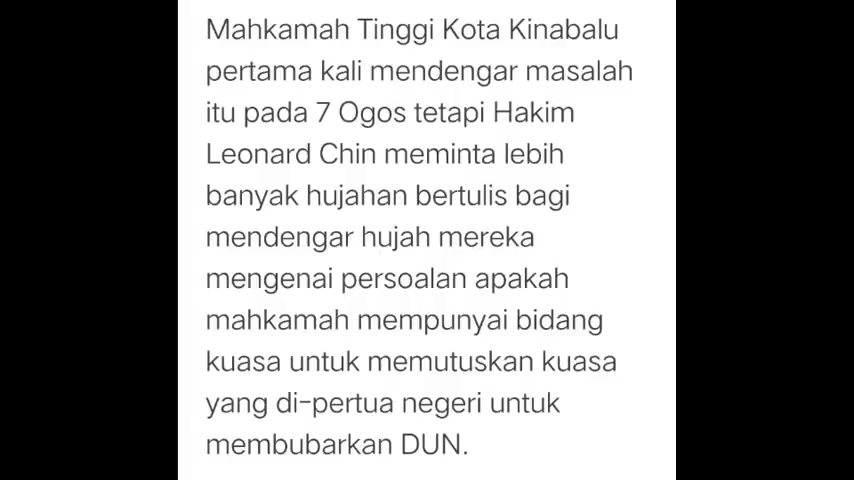 Mahkamah Tinggi Kota Kinabalu
pertama kali mendengar masalah
itu pada 7 Ogos tetapi Hakim
Leonard Chin meminta lebih
banyak hujahan bertulis bagi
mendengar hujah mereka
mengenai persoalan apakah
mahkamah mempunyai bidang
kuasa untuk memutuskan kuasa
yang di-pertua negeri untuk
membubarkan DUN.